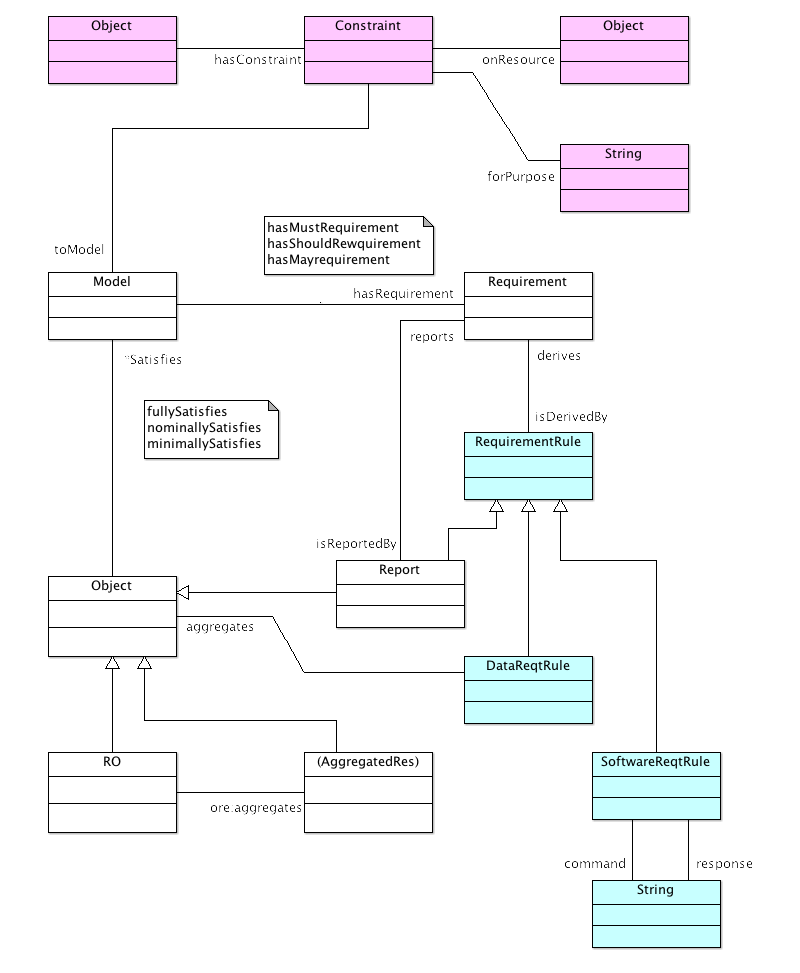 Object
Constraint
Object
hasConstraint
onResource
String
forPurpose
hasMustRequirement
hasShouldRewquirement
hasMayrequirement
toModel
Model
Requirement
hasRequirement
reports
derives
*Satisfies
fullySatisfies
nominallySatisfies
minimallySatisfies
isDerivedBy
RequirementRule
isReportedBy
Report
Object
aggregates
DataReqtRule
RO
(AggregatedRes)
SoftwareReqtRule
ore:aggregates
command
response
String